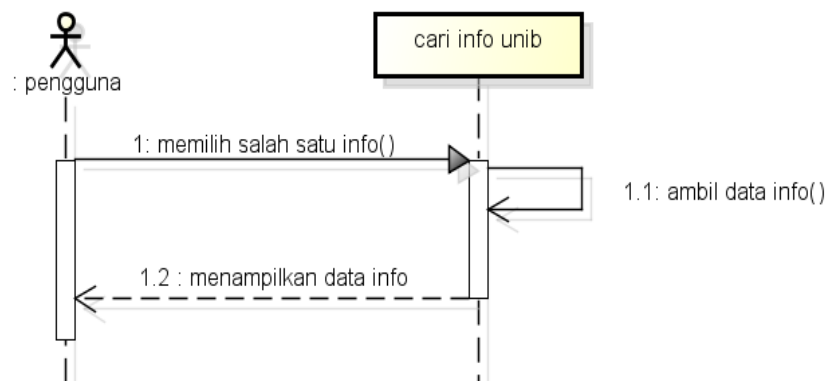 cari info unib
: pengguna
1: memilih salah satu info()
1.1: ambil data info()
1.2 : menampilkan data info